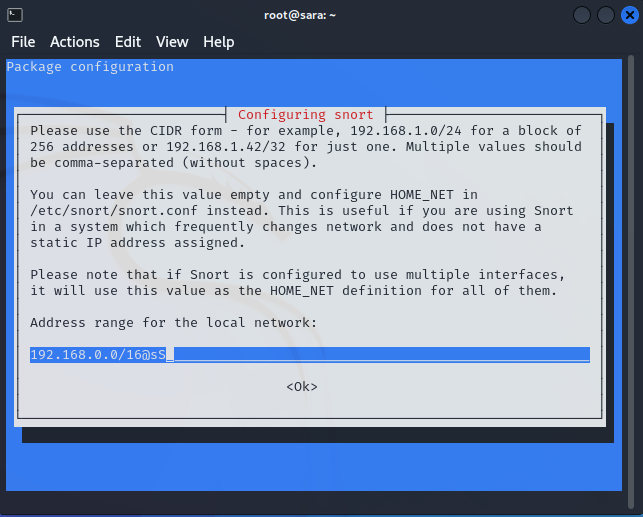 root@sara: ~
File Actions Edit View Help
Package configuration
Configuring snort
Please use the CIDR form - for example, 192.168.1.0/24 for a block of
256 addresses or 192.168.1.42/32 for just one. Multiple values should
be comma-separated (without spaces).
You can leave this value empty and configure HOME_NET in
/etc/snort/snort.conf instead. This is useful if you are using Snort
in a system which frequently changes network and does not have a
static IP address assigned.
Please note that if Snort is configured to use multiple interfaces,
it will use this value as the HOME_NET definition for all of them.
Address range for the local network:
192.168.0.0/16@sS
<Ok>